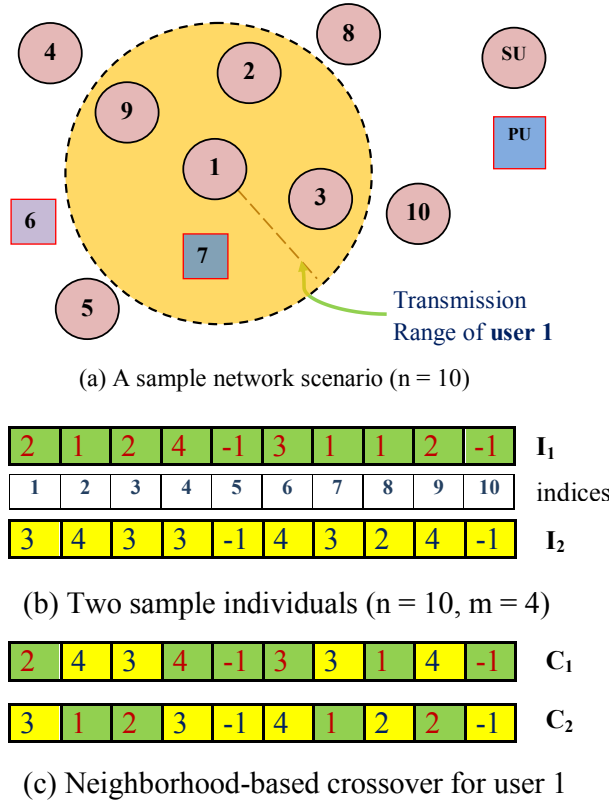 4
8
2
SU
9
PU
1
3
10
6
7
5
Transmission
Range of user 1
(a) A sample network scenario (n = 10)
2 1 2 4 -1 3 1 1 2 -1 I1
1 2 3 4 5 6 7 8 9 10 indices
3 4 3 3 -1 4 3 2 4 -1 I2
(b) Two sample individuals (n = 10, m = 4)
2 4 3 4 -1 3 3 1 4 -1 C1
3 1 2 3 -1 4 1 2 2 -1 C2
(c) Neighborhood-based crossover for user 1